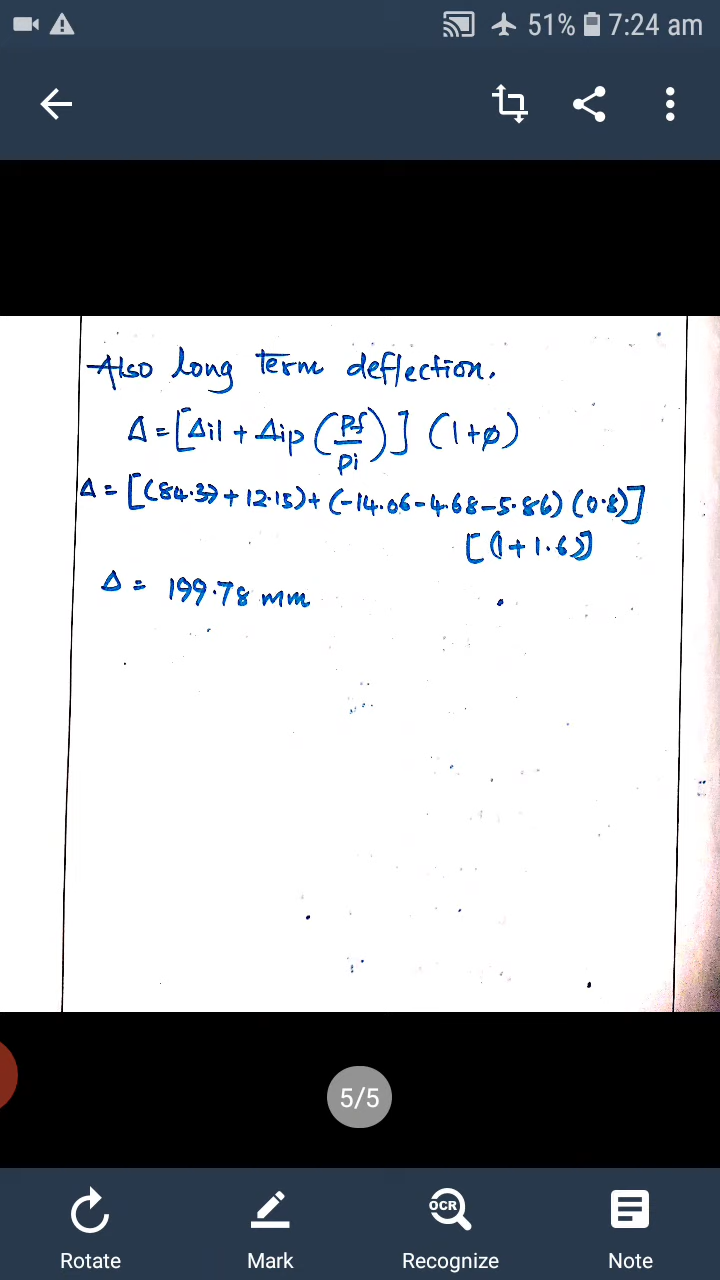 51% 7:24 am
Also long term deflection.
Δ = [Δil + Δip (Pf/Pi)] (1+ø)
Δ = [(84.37 + 12.15) + (-14.06 - 4.68 - 5.86) (0.8)]
[(1 + 1.6)]
Δ = 199.78 mm
5/5
OCR
Rotate Mark Recognize Note